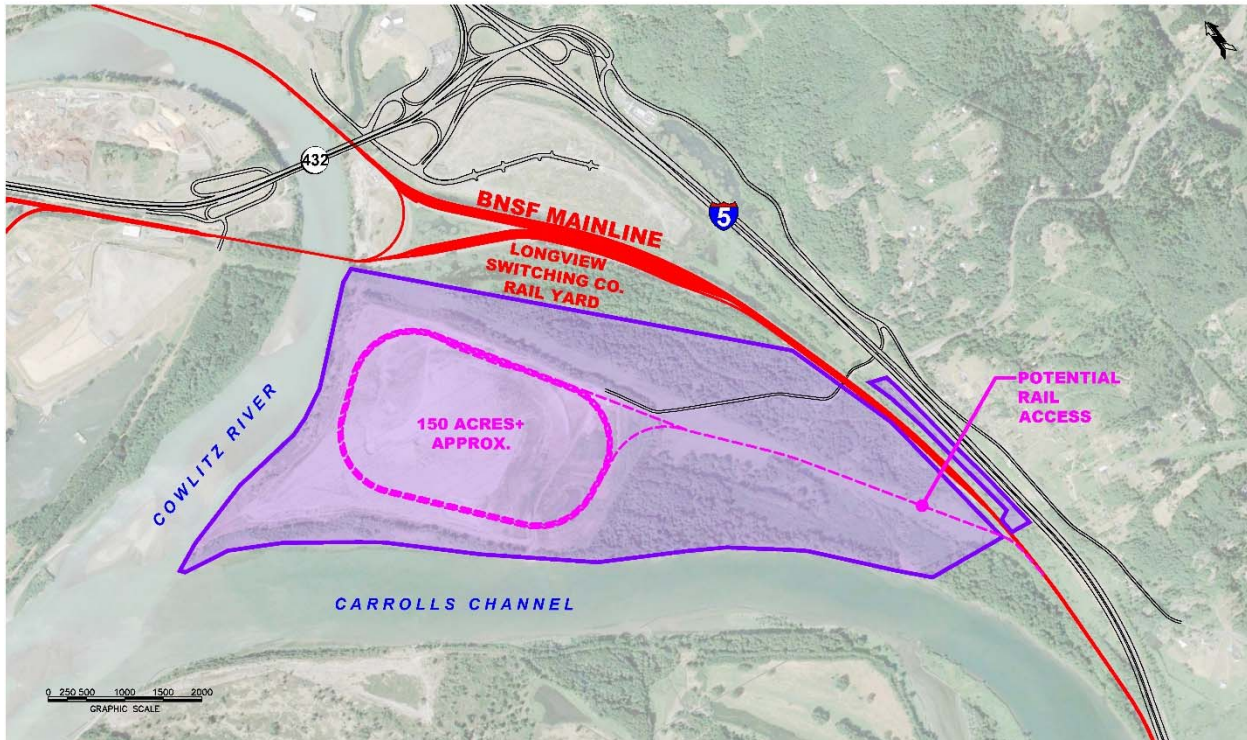 432
BNSF MAINLINE
5
LONGVIEW
SWITCHING CO.
RAIL YARD
POTENTIAL
RAIL
ACCESS
150 ACRES+
APPROX.
COWLITZ RIVER
CARROLLS CHANNEL
0 250 500 1000 1500 2000
GRAPHIC SCALE